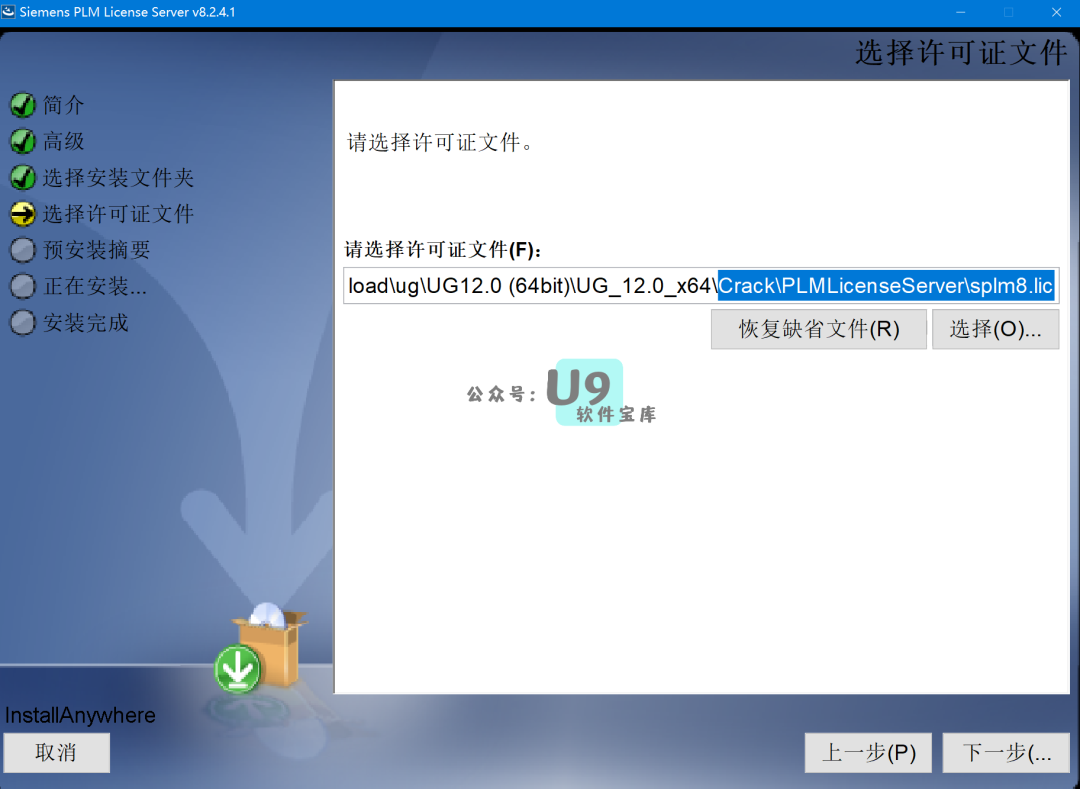 Siemens PLM License Server v8.2.4.1
选择许可证文件
简介
高级
选择安装文件夹
选择许可证文件
预安装摘要
正在安装...
安装完成
请选择许可证文件。
请选择许可证文件(F):
load\ug\UG12.0 (64bit)\UG_12.0_x64\Crack\PLMLicenseServer\splm8.lic
恢复缺省文件(R)
选择(O)...
公众号: U9
软件宝库
InstallAnywhere
取消
上一步(P)
下一步(...